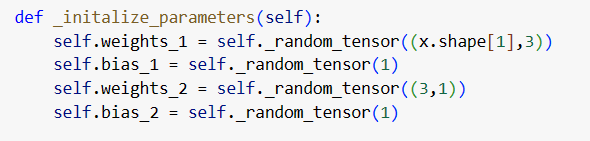 def _initalize_parameters(self):
    self.weights_1 = self._random_tensor((x.shape[1],3))
    self.bias_1 = self._random_tensor(1)
    self.weights_2 = self._random_tensor((3,1))
    self.bias_2 = self._random_tensor(1)